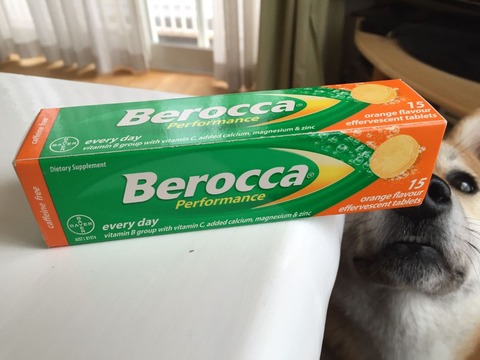 caffeine free
Berocca
Performance
every day
vitamin B group with vitamin C, added calcium, magnesium & zinc
15
orange flavour
effervescent tablets
Dietary Supplement
caffeine free
Berocca
Performance
BAYER
every day
vitamin B group with vitamin C, added calcium, magnesium & zinc
15
orange flavour
effervescent tablets